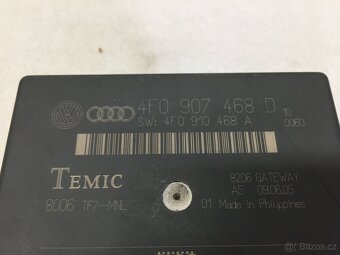 4F0 907 468 D
SW: 4F0 910 468 A
TEMIC
8206 GATEWAY
A5 09.06.05
8006 TF7--MNL
01 Made in Philippines
bazos.cz